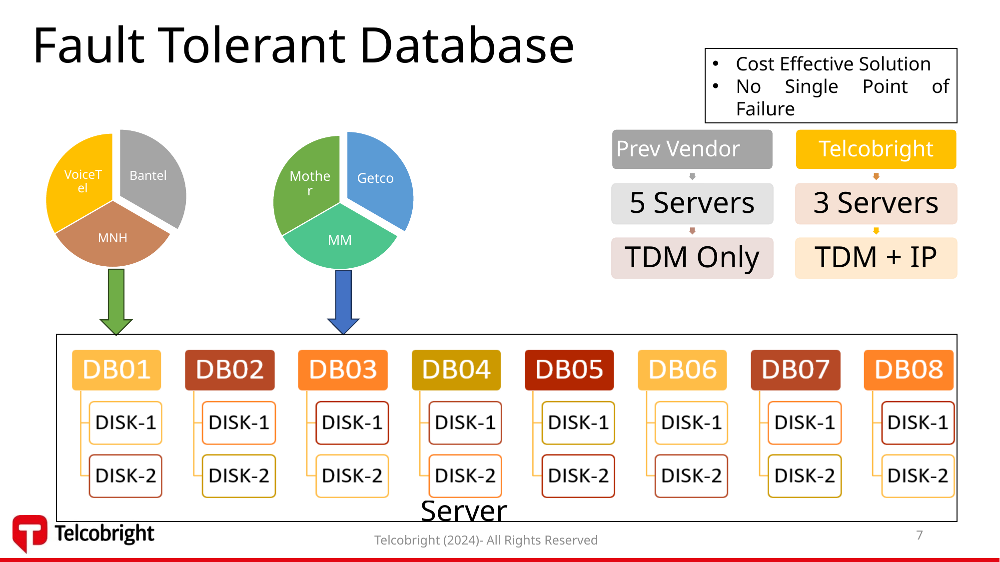 Fault Tolerant Database
• Cost Effective Solution
• No Single Point of
Failure
VoiceT
el
Bantel
MNH
Mothe
r
Getco
MM
Prev Vendor
Telcobright
5 Servers
3 Servers
TDM Only
TDM + IP
DB01 DB02 DB03 DB04 DB05 DB06 DB07 DB08
DISK-1 DISK-1 DISK-1 DISK-1 DISK-1 DISK-1 DISK-1 DISK-1
DISK-2 DISK-2 DISK-2 DISK-2 DISK-2 DISK-2 DISK-2 DISK-2
Server
Telcobright
Telcobright (2024)- All Rights Reserved
7